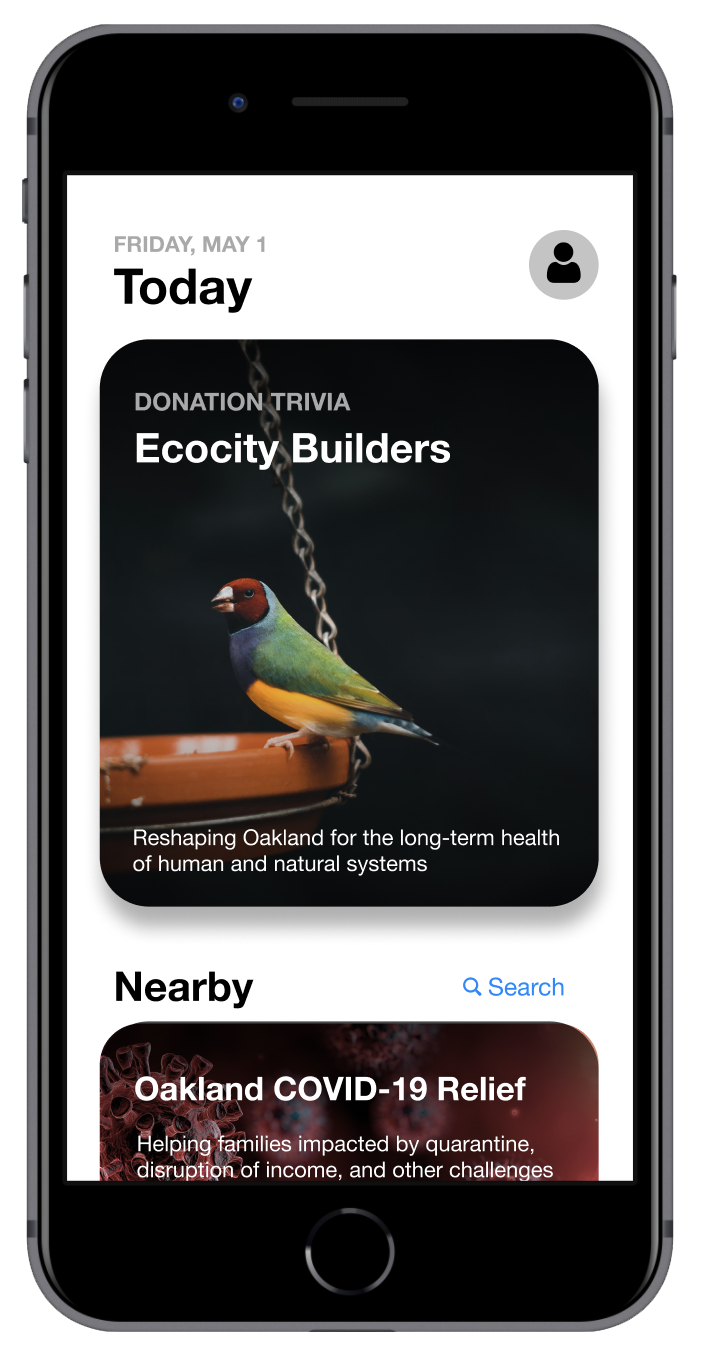 FRIDAY, MAY 1
Today
DONATION TRIVIA
Ecocity Builders
Reshaping Oakland for the long-term health
of human and natural systems
Nearby
Search
Oakland COVID-19 Relief
Helping families impacted by quarantine,
disruption of income, and other challenges